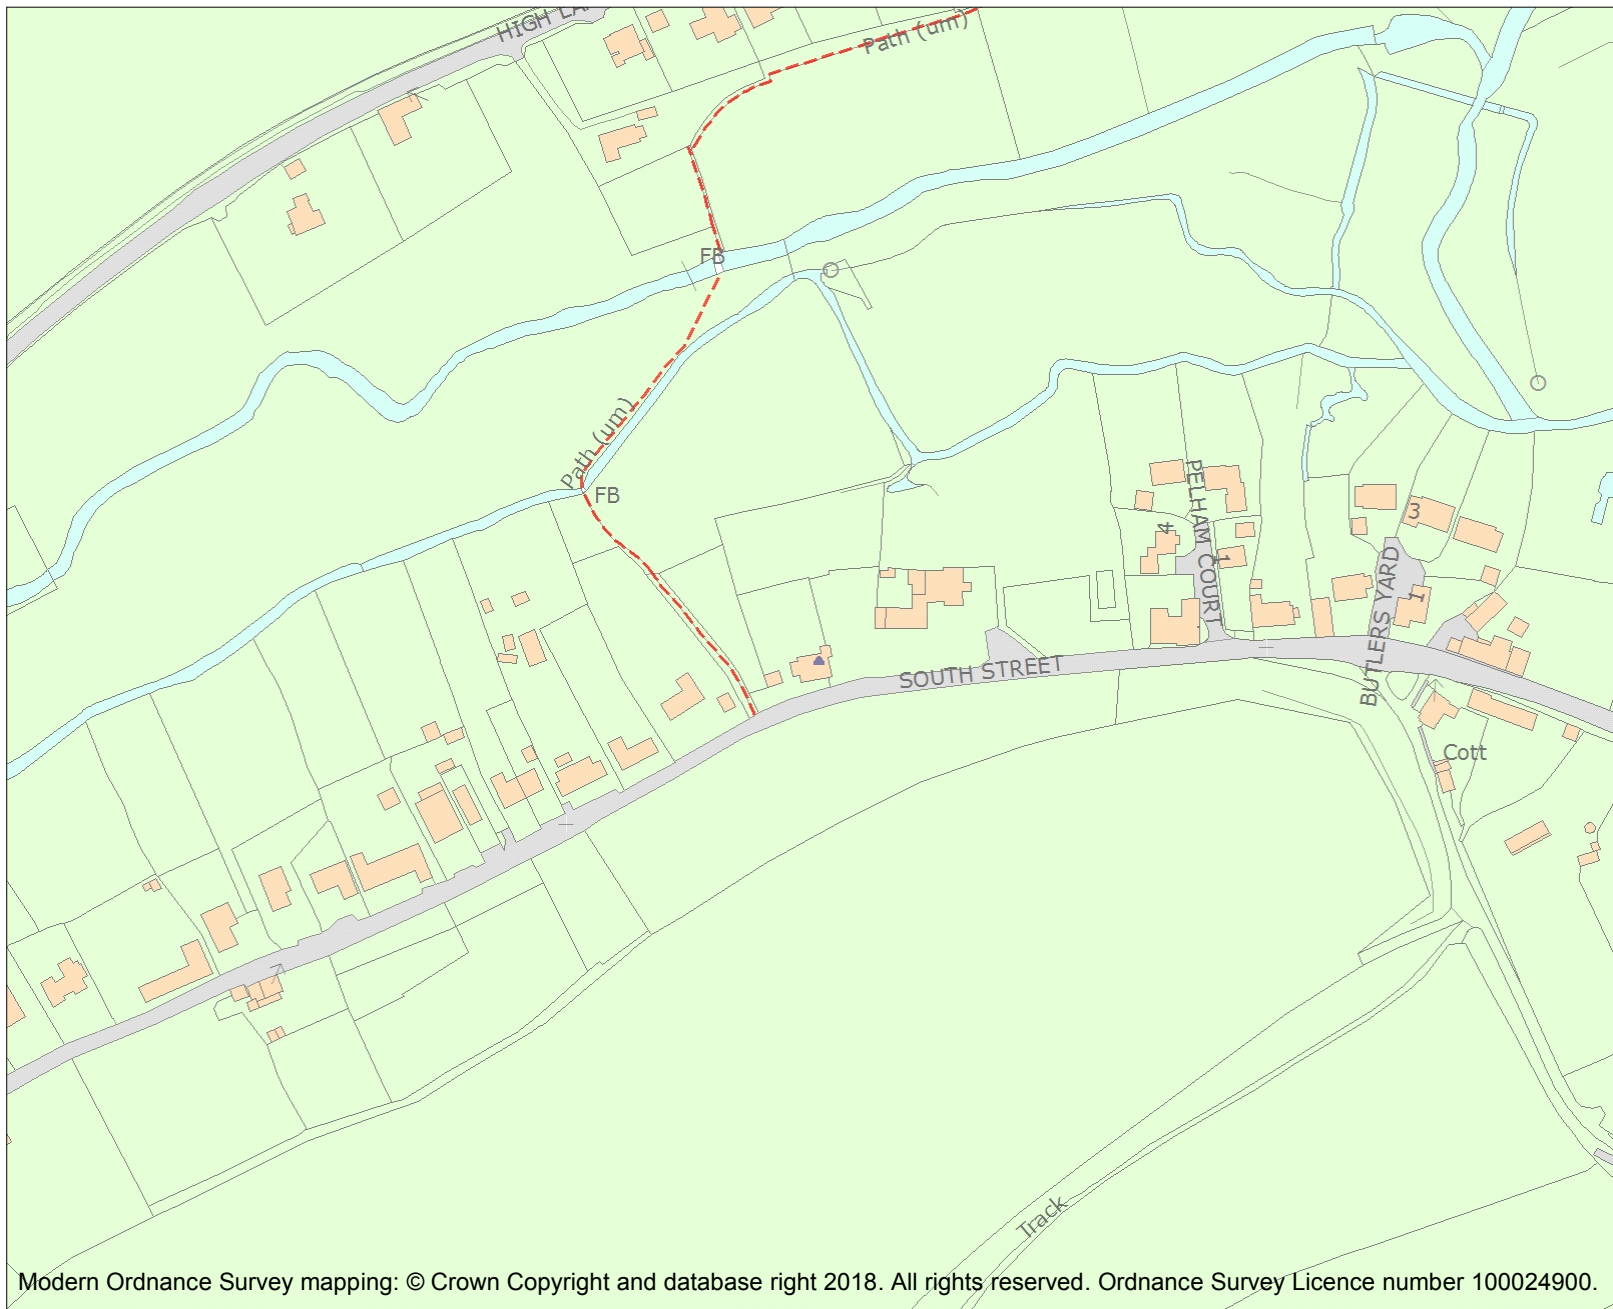 HIGH LA
Path (um)
FB
Path (um)
FB
PELHAM COURT
4
1
3
BUTLERS YARD
1
SOUTH STREET
Cott
Track
Modern Ordnance Survey mapping: © Crown Copyright and database right 2018. All rights reserved. Ordnance Survey Licence number 100024900.